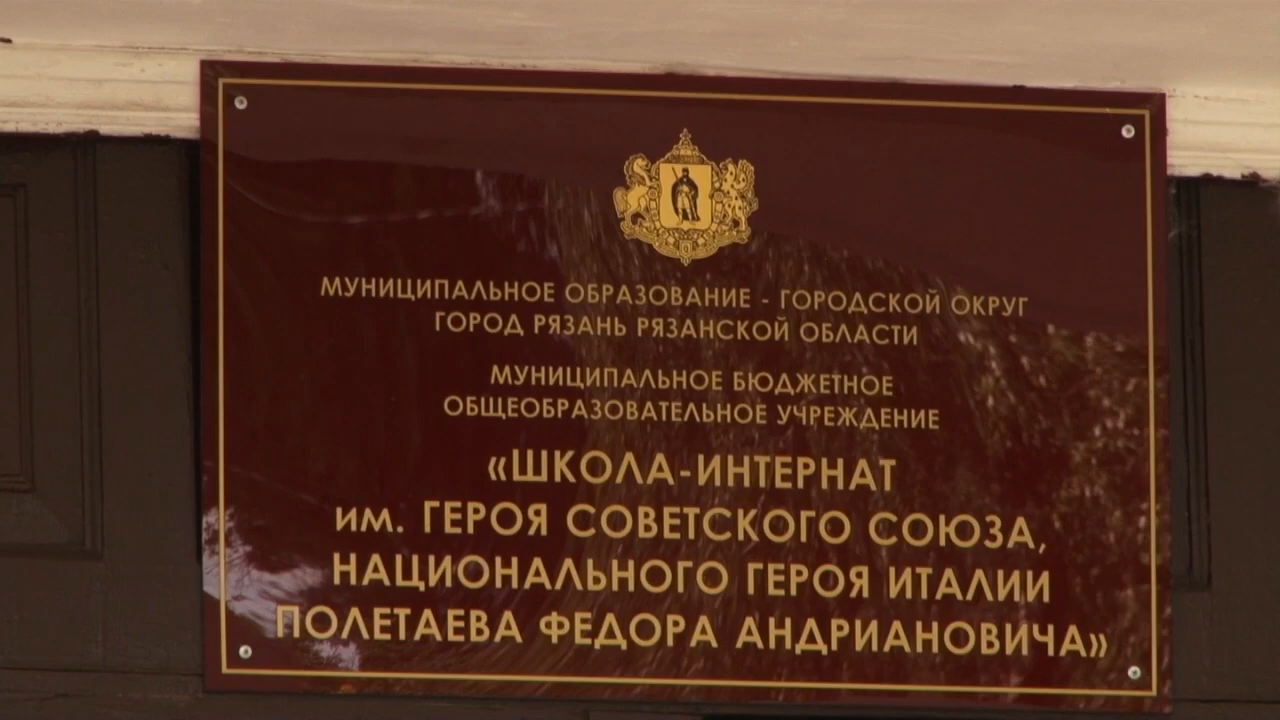 МУНИЦИПАЛЬНОЕ ОБРАЗОВАНИЕ - ГОРОДСКОЙ ОКРУГ
ГОРОД РЯЗАНЬ РЯЗАНСКОЙ ОБЛАСТИ
МУНИЦИПАЛЬНОЕ БЮДЖЕТНОЕ
ОБЩЕОБРАЗОВАТЕЛЬНОЕ УЧРЕЖДЕНИЕ
«ШКОЛА-ИНТЕРНАТ
им. ГЕРОЯ СОВЕТСКОГО СОЮЗА,
НАЦИОНАЛЬНОГО ГЕРОЯ ИТАЛИИ
ПОЛЕТАЕВА ФЕДОРА АНДРИАНОВИЧА»